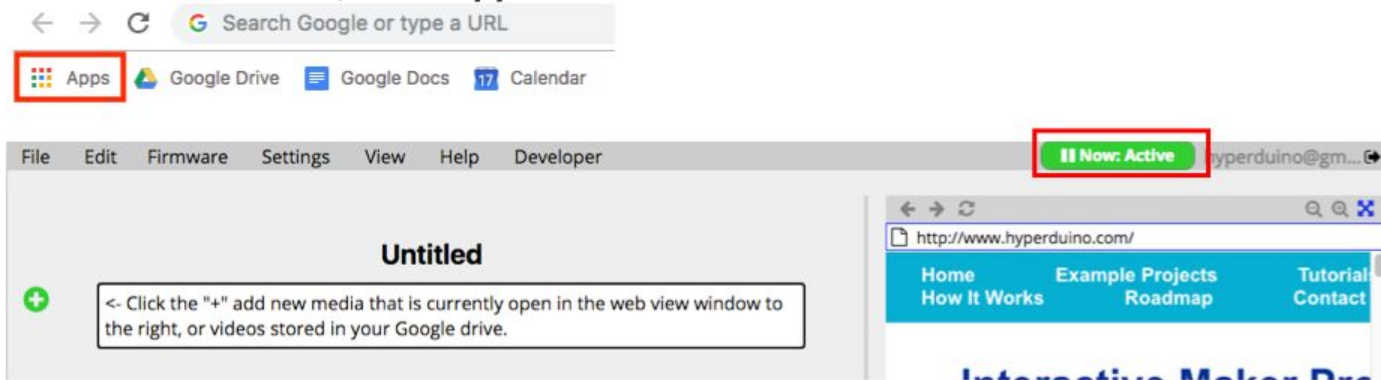 Search Google or type a URL
Apps Google Drive Google Docs 17 Calendar
File Edit Firmware Settings View Help Developer Now: Active hyperduino@gm...
http://www.hyperduino.com/
Untitled
Home Example Projects Tutorials
How It Works Roadmap Contact
<- Click the "+" add new media that is currently open in the web view window to
the right, or videos stored in your Google drive.
Interactive Maker